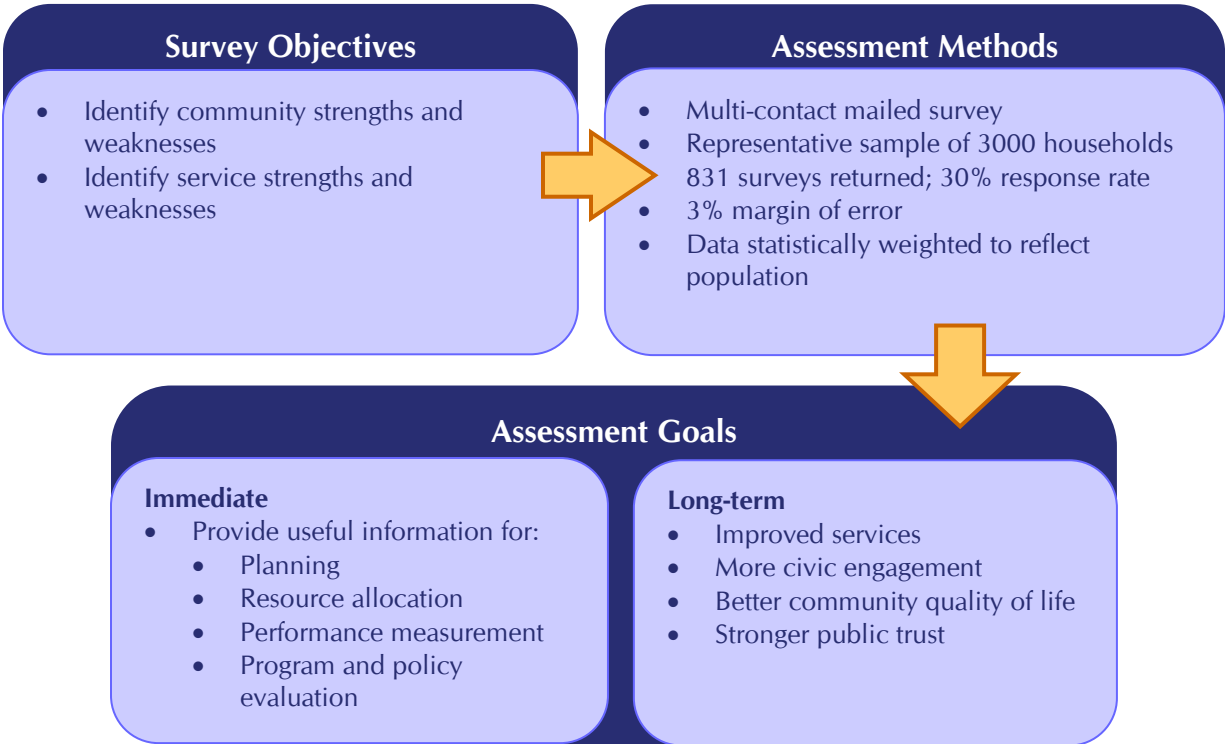 Survey Objectives
• Identify community strengths and
weaknesses
• Identify service strengths and
weaknesses
Assessment Methods
• Multi-contact mailed survey
• Representative sample of 3000 households
831 surveys returned; 30% response rate
• 3% margin of error
• Data statistically weighted to reflect
population
Assessment Goals
Immediate
• Provide useful information for:
• Planning
• Resource allocation
• Performance measurement
• Program and policy
evaluation
Long-term
• Improved services
• More civic engagement
• Better community quality of life
• Stronger public trust